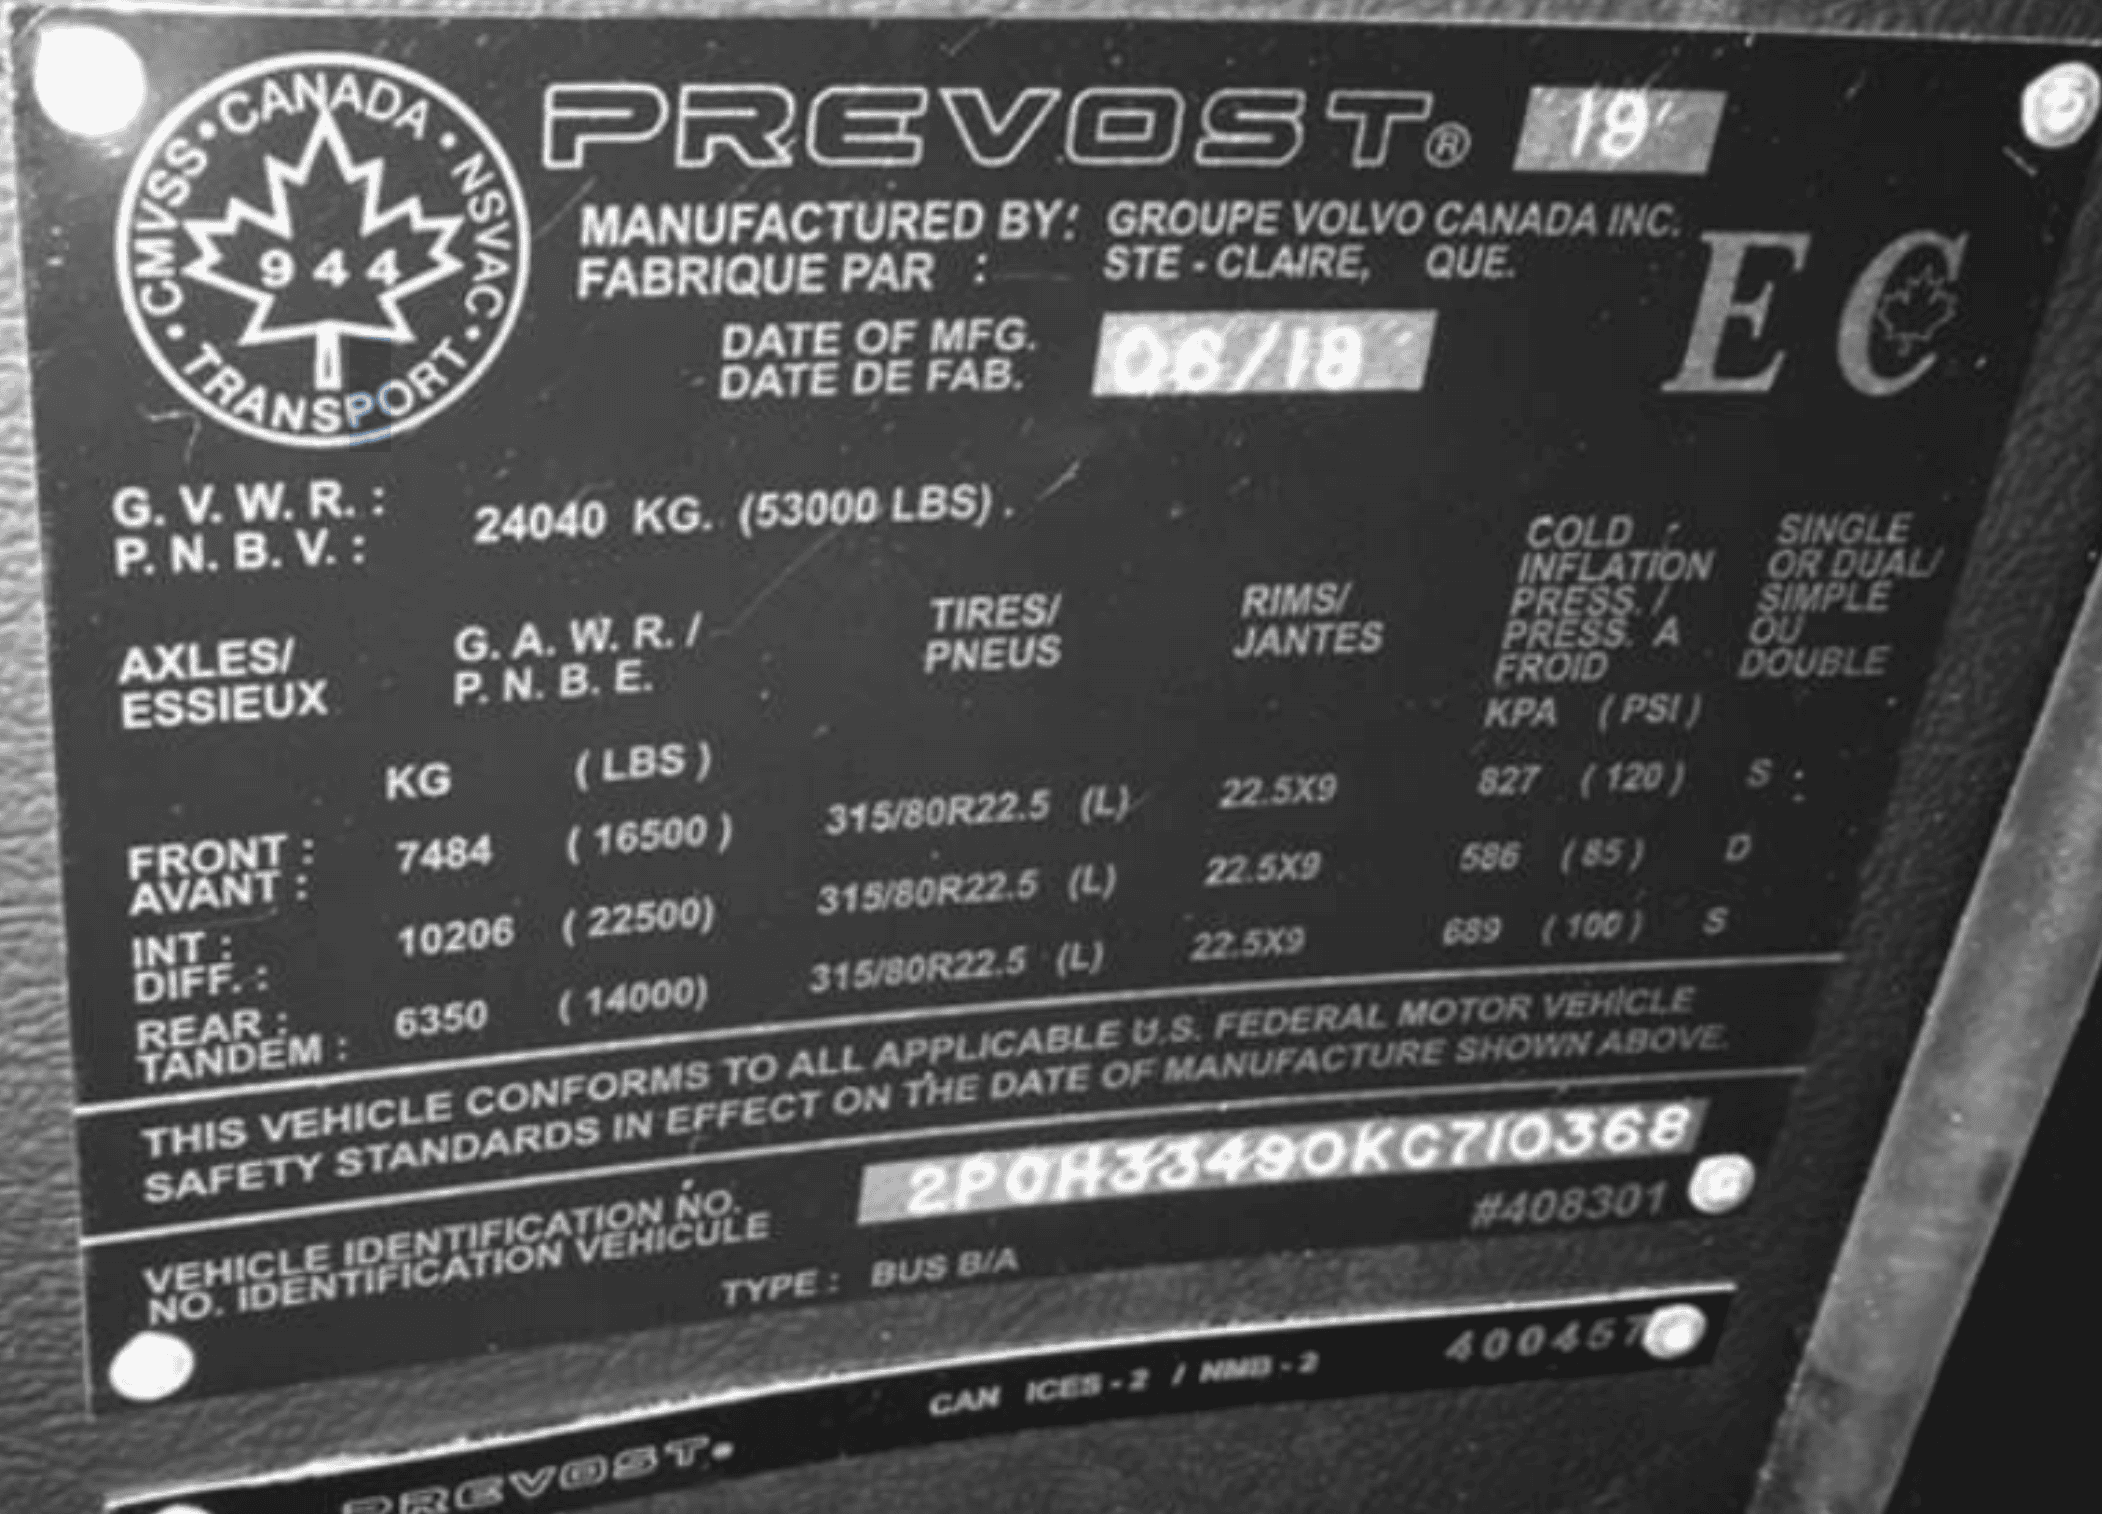 CMVSS • CANADA • NSVAC • TRANSPORT •
944
PREVOST®
MANUFACTURED BY: GROUPE VOLVO CANADA INC.
FABRIQUE PAR : STE - CLAIRE, QUE.
EC
DATE OF MFG.
DATE DE FAB.
06/18
G. V. W. R. :
P. N. B. V. :
24040 KG. (53000 LBS) .
AXLES/
ESSIEUX
G. A. W. R. /
P. N. B. E.
TIRES/
PNEUS
RIMS/
JANTES
COLD
INFLATION
PRESS. /
PRESS. A
FROID
SINGLE
OR DUAL/
SIMPLE
OU
DOUBLE
KG (LBS) KPA (PSI)
FRONT :
AVANT :
7484 (16500) 315/80R22.5 (L) 22.5X9 827 (120) S
INT :
DIFF. :
10206 (22500) 315/80R22.5 (L) 22.5X9 586 (85) D
REAR :
TANDEM :
6350 (14000) 315/80R22.5 (L) 22.5X9 689 (100) S
THIS VEHICLE CONFORMS TO ALL APPLICABLE U.S. FEDERAL MOTOR VEHICLE
SAFETY STANDARDS IN EFFECT ON THE DATE OF MANUFACTURE SHOWN ABOVE.
VEHICLE IDENTIFICATION NO.
NO. IDENTIFICATION VEHICULE
2P0H33490KC710368
#408301
TYPE : BUS B/A
PREVOST
CAN ICES - 2 / NMB - 2